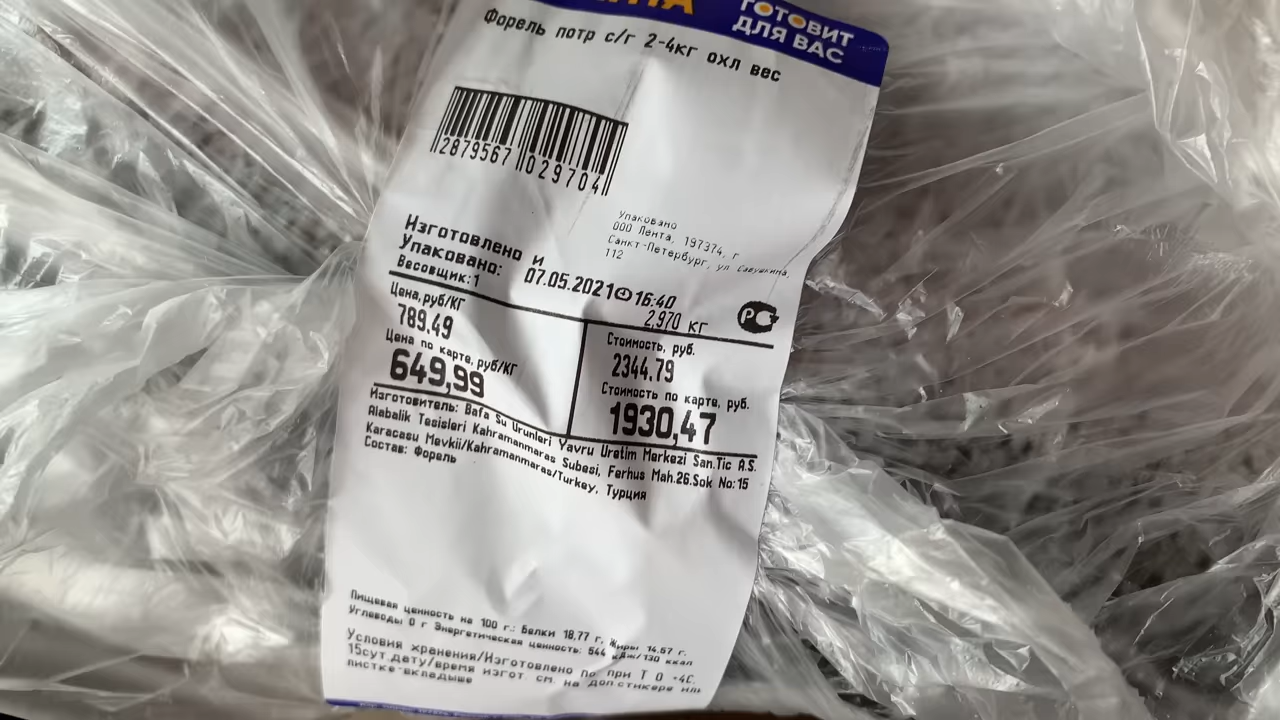 ГОТОВИТ
ДЛЯ ВАС
Форель потр с/г 2-4кг охл вес
2879567 029704
Упаковано
ООО Лента, 197374, г
Санкт-Петербург, ул Савушкина,
112
Изготовлено и
Упаковано: 07.05.2021 16:40
Весовщик:1 2,970 кг
Цена,руб/КГ
789.49
Цена по карте, руб/КГ
649,99
Стоимость, руб.
2344.79
Стоимость по карте, руб.
1930,47
Изготовитель: Bafa Su Urunleri Yavru Uretim Merkezi San.Tic A.S.
Alabalik Tesisleri Kahramanmaras Subesi, Ferhus Mah.26.Sok No:15
Karacasu Mevkii/Kahramanmaras/Turkey, Турция
Состав: Форель
Пищевая ценность на 100 г.: Белки 18,77 г. Жиры 14.67 г.
Углеводы 0 г Энергетическая ценность: 544 кДж/130 ккал
Условия хранения/Изготовлено по: при Т 0 +4С.
15сут дату/время изгот см. на доп стикере или
листке-вкладыше